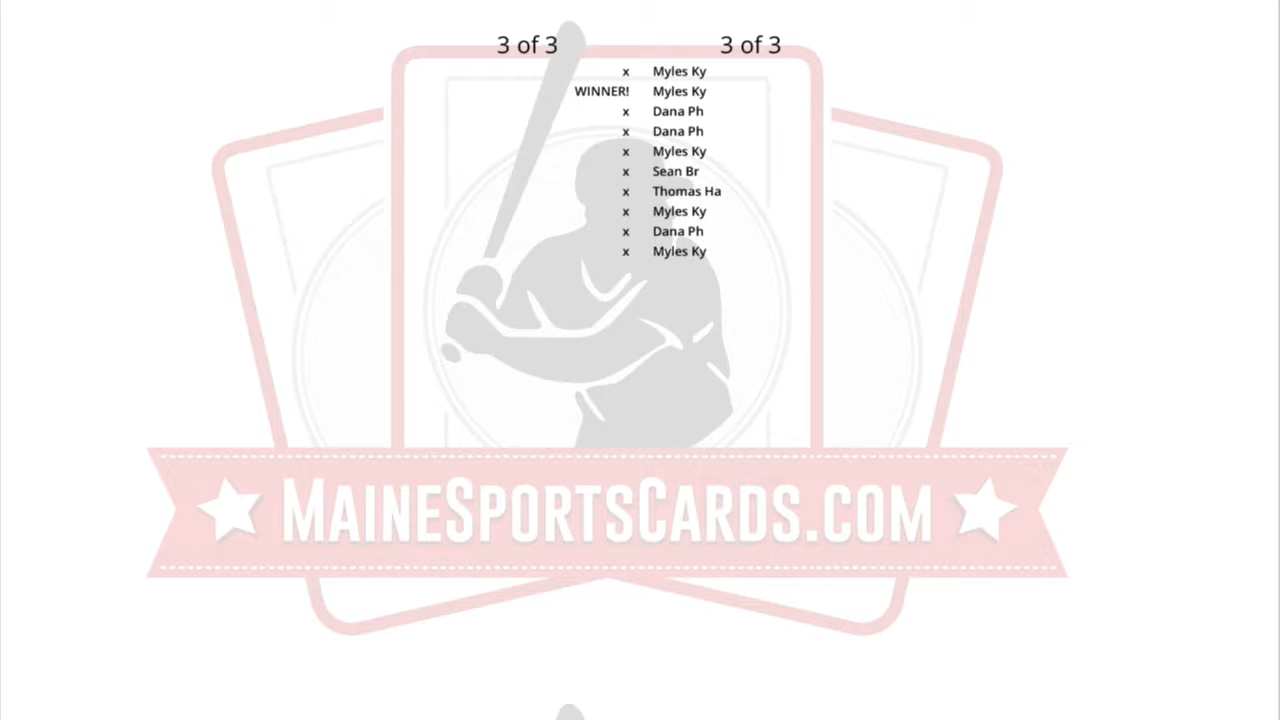 3 of 3 3 of 3
x Myles Ky
WINNER! Myles Ky
x Dana Ph
x Dana Ph
x Myles Ky
x Sean Br
x Thomas Ha
x Myles Ky
x Dana Ph
x Myles Ky
MAINESPORTSCARDS.COM